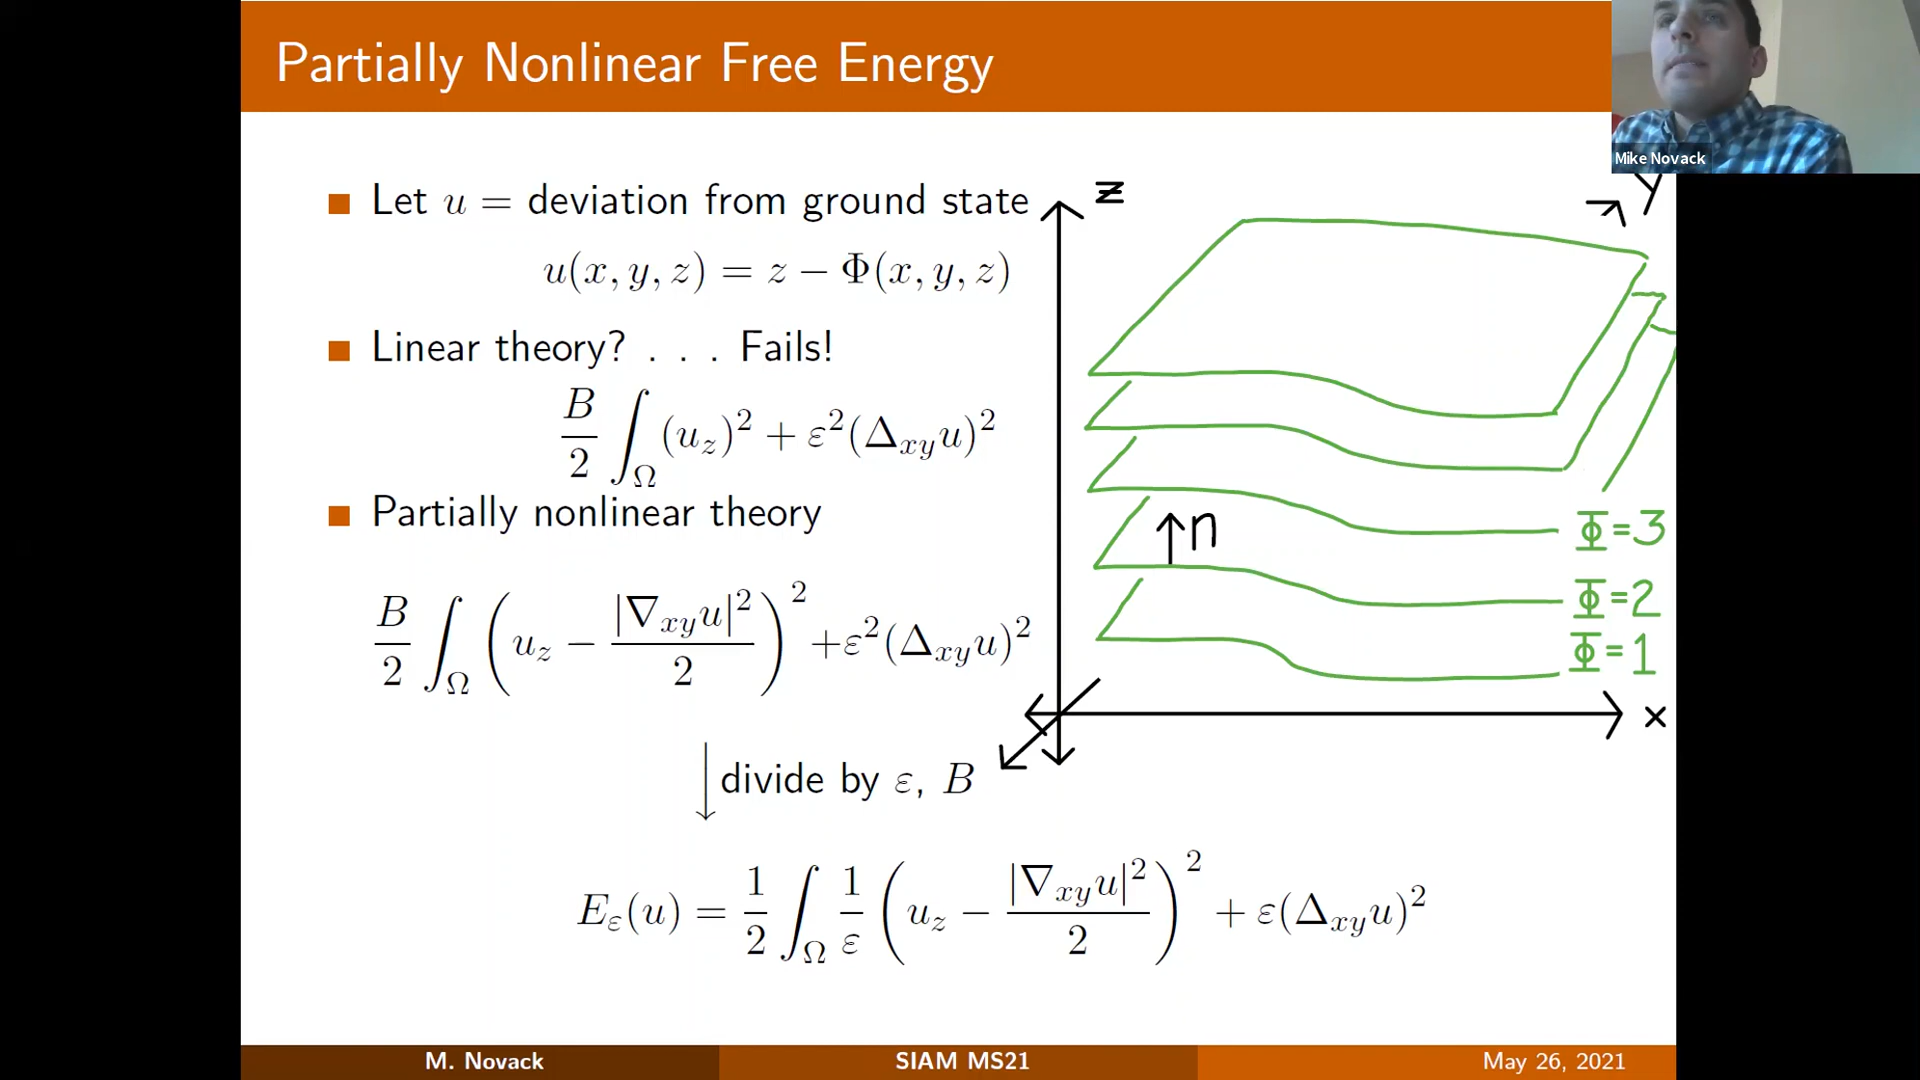 Partially Nonlinear Free Energy
Mike Novack
Let u = deviation from ground state
u(x, y, z) = z − Φ(x, y, z)
Linear theory? . . . Fails!
B/2 ∫_Ω (u_z)² + ε²(Δ_xy u)²
Partially nonlinear theory
B/2 ∫_Ω (u_z − |∇_xy u|²/2)² + ε²(Δ_xy u)²
↓ divide by ε, B
E_ε(u) = 1/2 ∫_Ω 1/ε (u_z − |∇_xy u|²/2)² + ε(Δ_xy u)²
z
y
n
Φ=3
Φ=2
Φ=1
x
M. Novack
SIAM MS21
May 26, 2021